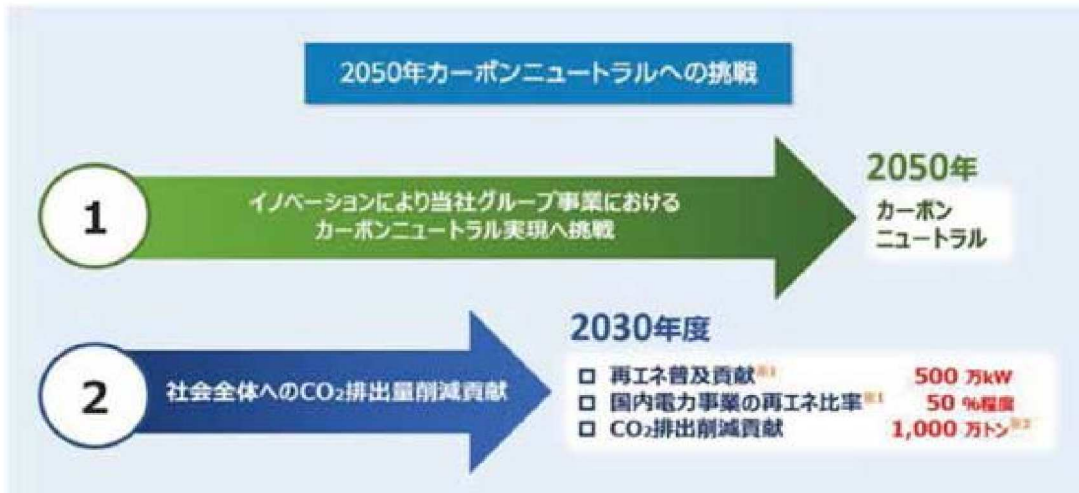 2050年カーボンニュートラルへの挑戦
1
イノベーションにより当社グループ事業における
カーボンニュートラル実現へ挑戦
2050年
カーボン
ニュートラル
2
社会全体へのCO₂排出量削減貢献
2030年度
□ 再エネ普及貢献※1 500 万kW
□ 国内電力事業の再エネ比率※1 50 %程度
□ CO₂排出削減貢献 1,000 万トン※2